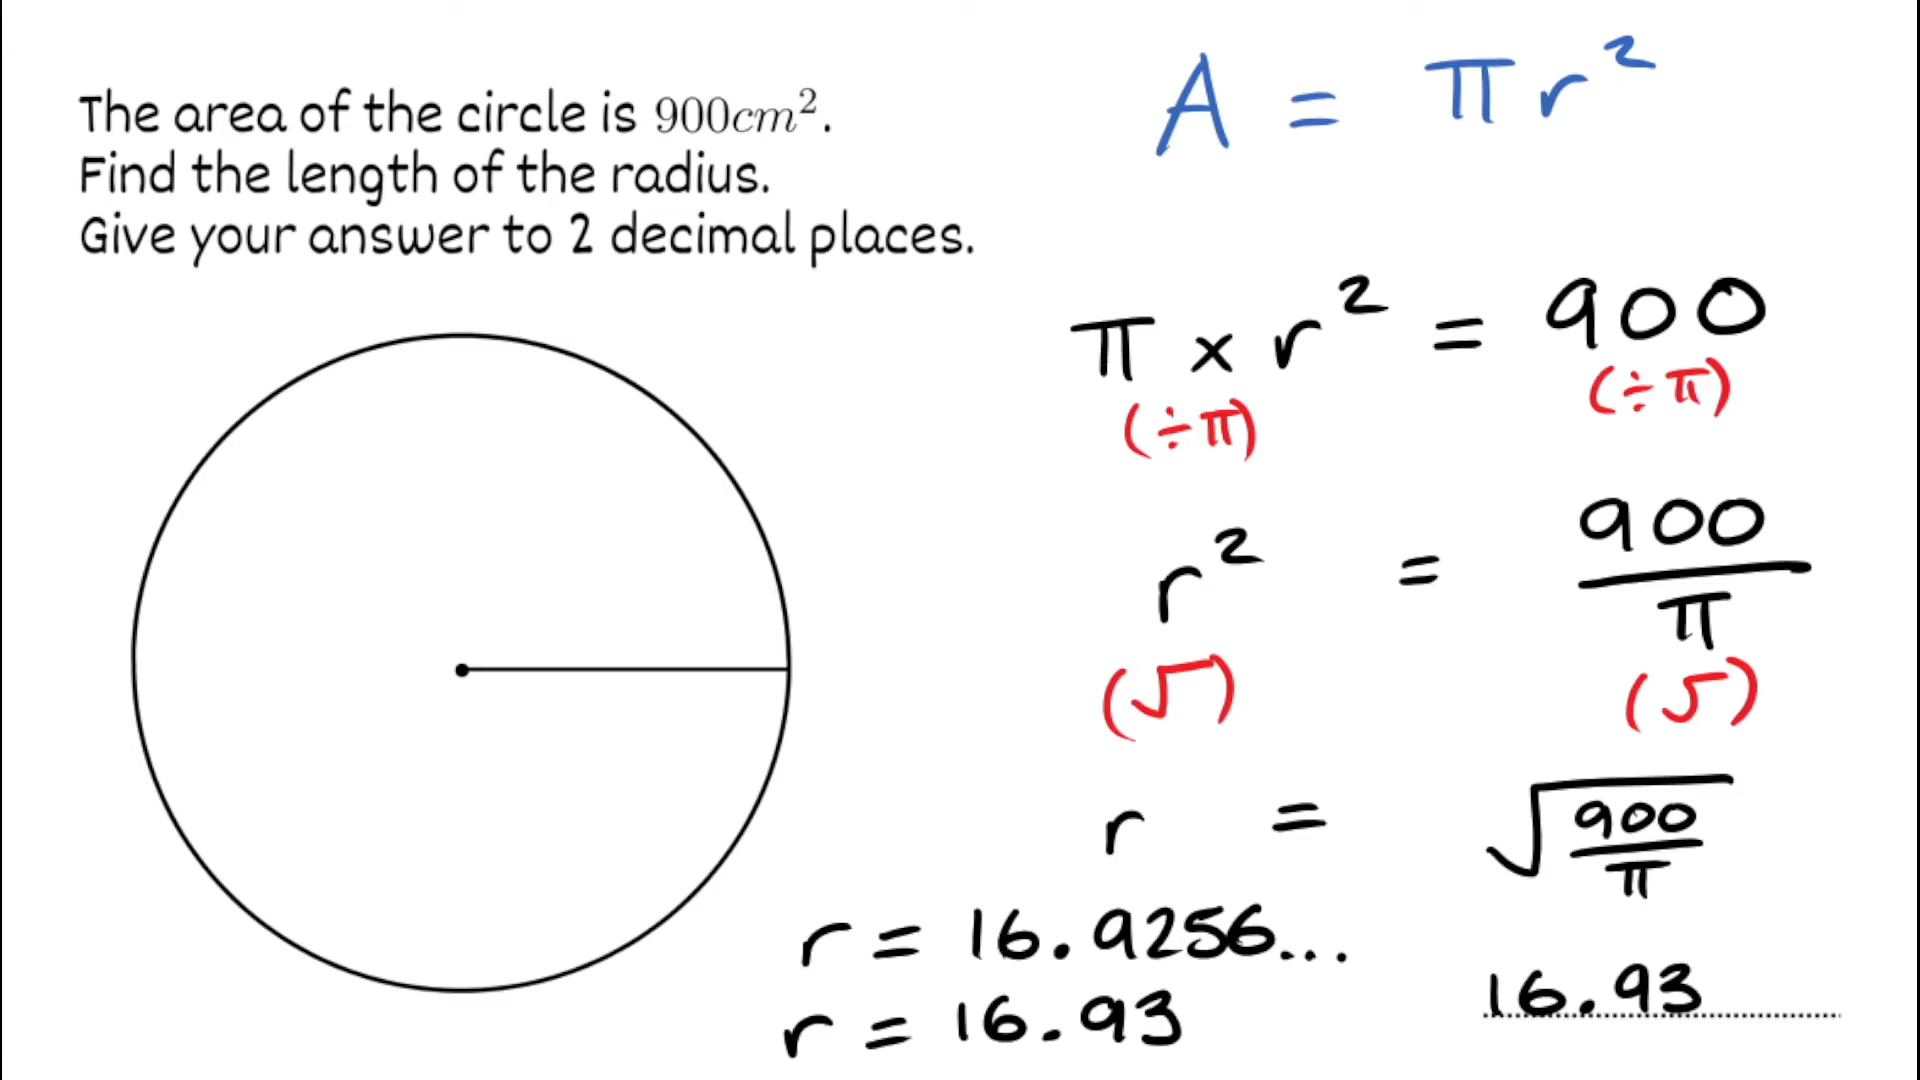 The area of the circle is 900cm².
Find the length of the radius.
Give your answer to 2 decimal places.
A = πr²
π × r² = 900
(÷π) (÷π)
r² = 900/π
(√) (√)
r = √(900/π)
r = 16.9256...
r = 16.93
16.93